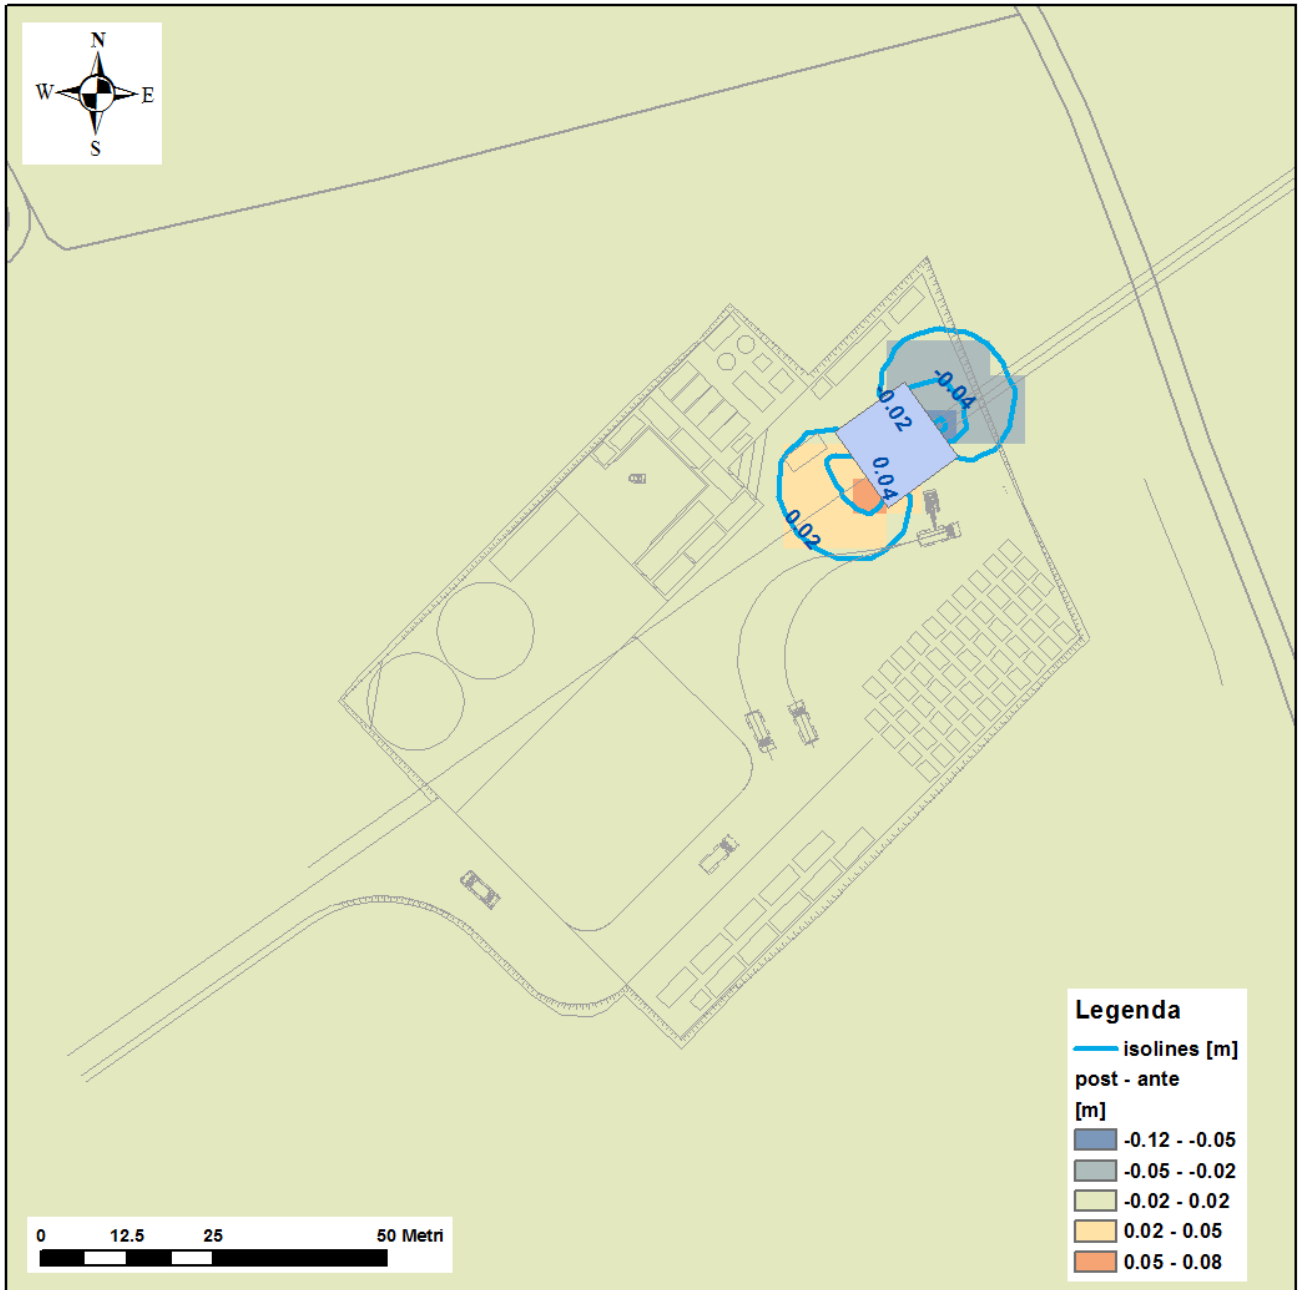 N
W E
S
-0.04
-0.02
0.04
0.02
Legenda
isolines [m]
post - ante
[m]
-0.12 - -0.05
-0.05 - -0.02
-0.02 - 0.02
0.02 - 0.05
0.05 - 0.08
0 12.5 25 50 Metri